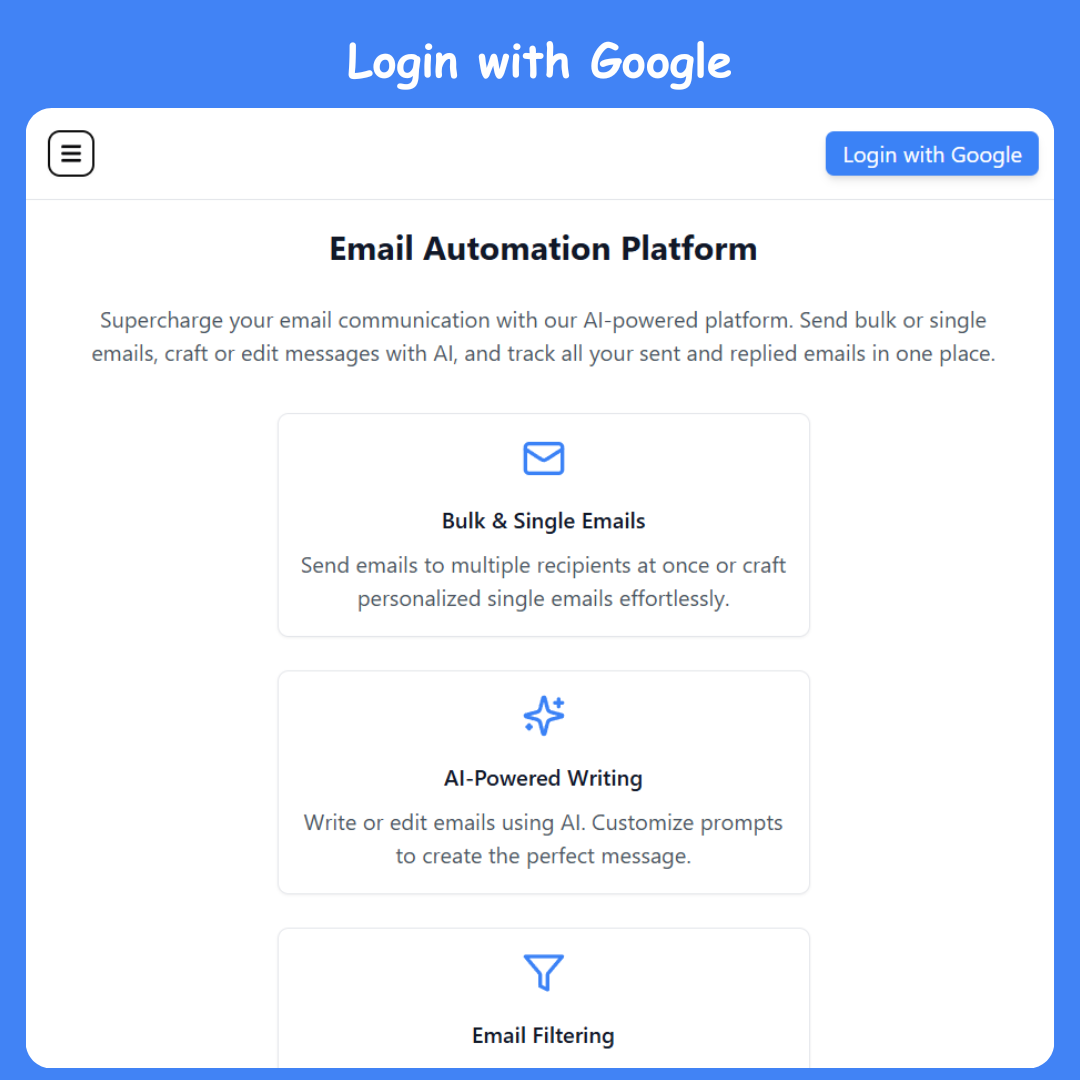 Login with Google
Login with Google
Email Automation Platform
Supercharge your email communication with our AI-powered platform. Send bulk or single
emails, craft or edit messages with AI, and track all your sent and replied emails in one place.
Bulk & Single Emails
Send emails to multiple recipients at once or craft
personalized single emails effortlessly.
AI-Powered Writing
Write or edit emails using AI. Customize prompts
to create the perfect message.
Email Filtering